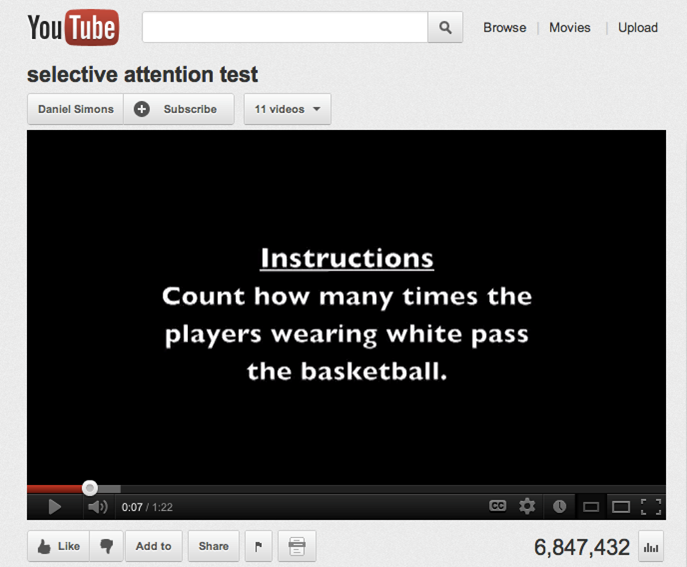 YouTube
Browse | Movies | Upload
selective attention test
Daniel Simons Subscribe 11 videos
Instructions
Count how many times the
players wearing white pass
the basketball.
0:07 / 1:22 CC
Like Add to Share 6,847,432